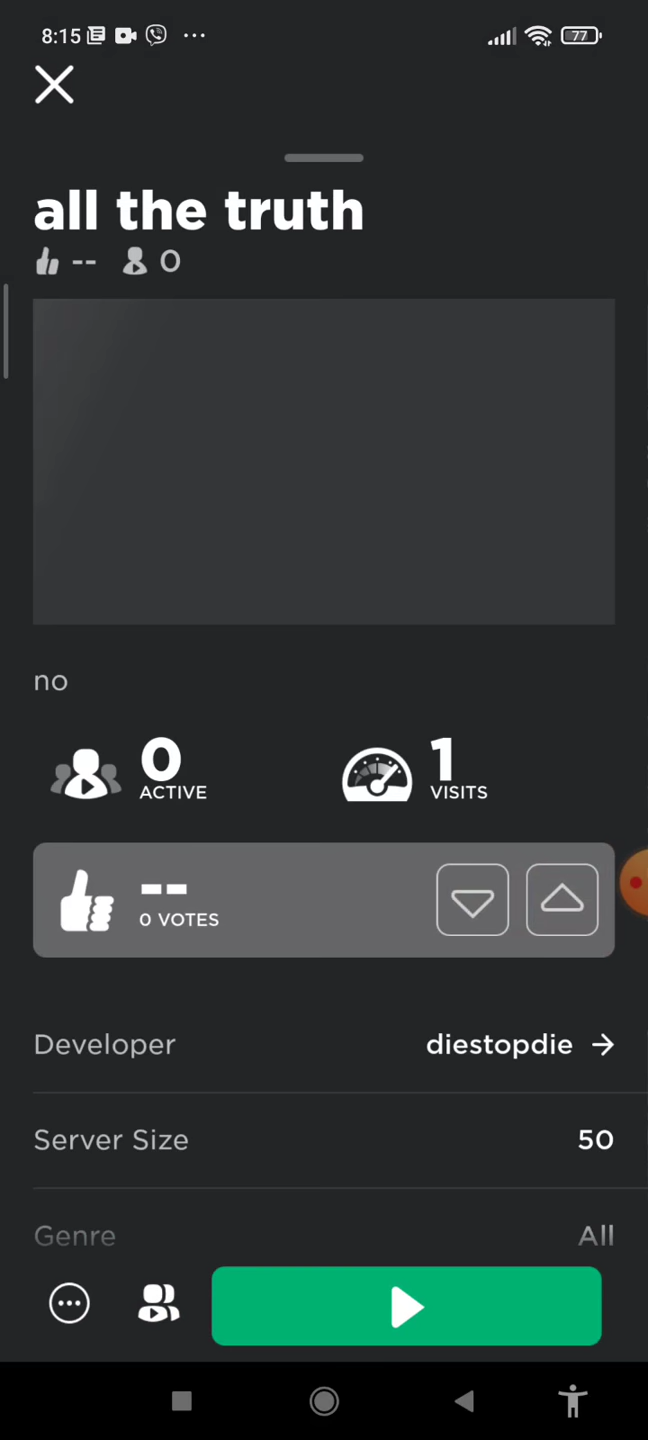 8:15 77
all the truth
-- 0
no
0
ACTIVE
1
VISITS
--
0 VOTES
Developer diestopdie
Server Size 50
Genre All